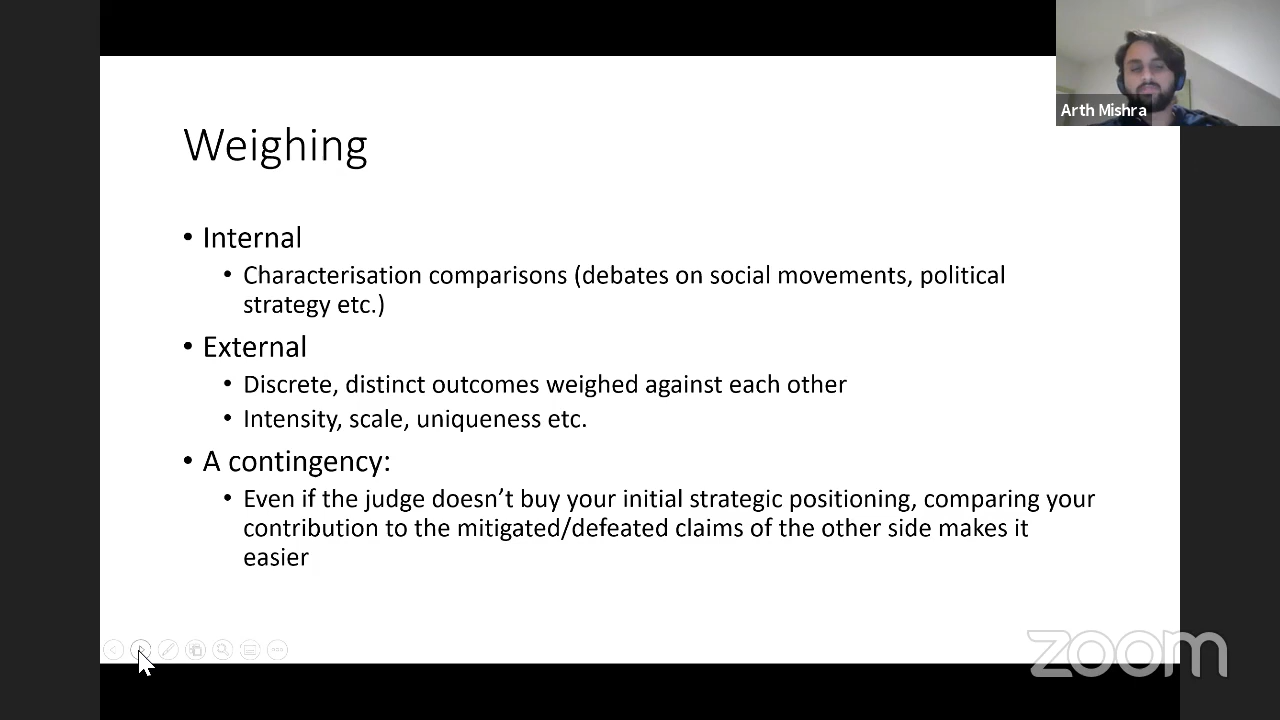 Arth Mishra
Weighing
• Internal
• Characterisation comparisons (debates on social movements, political
strategy etc.)
• External
• Discrete, distinct outcomes weighed against each other
• Intensity, scale, uniqueness etc.
• A contingency:
• Even if the judge doesn’t buy your initial strategic positioning, comparing your
contribution to the mitigated/defeated claims of the other side makes it
easier
zoom